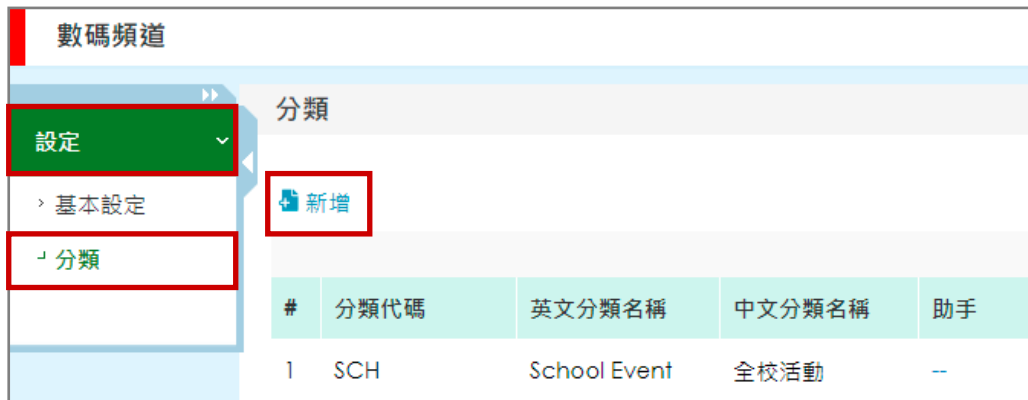 數碼頻道
設定
基本設定
分類
分類
新增
# 分類代碼 英文分類名稱 中文分類名稱 助手
1 SCH School Event 全校活動 --